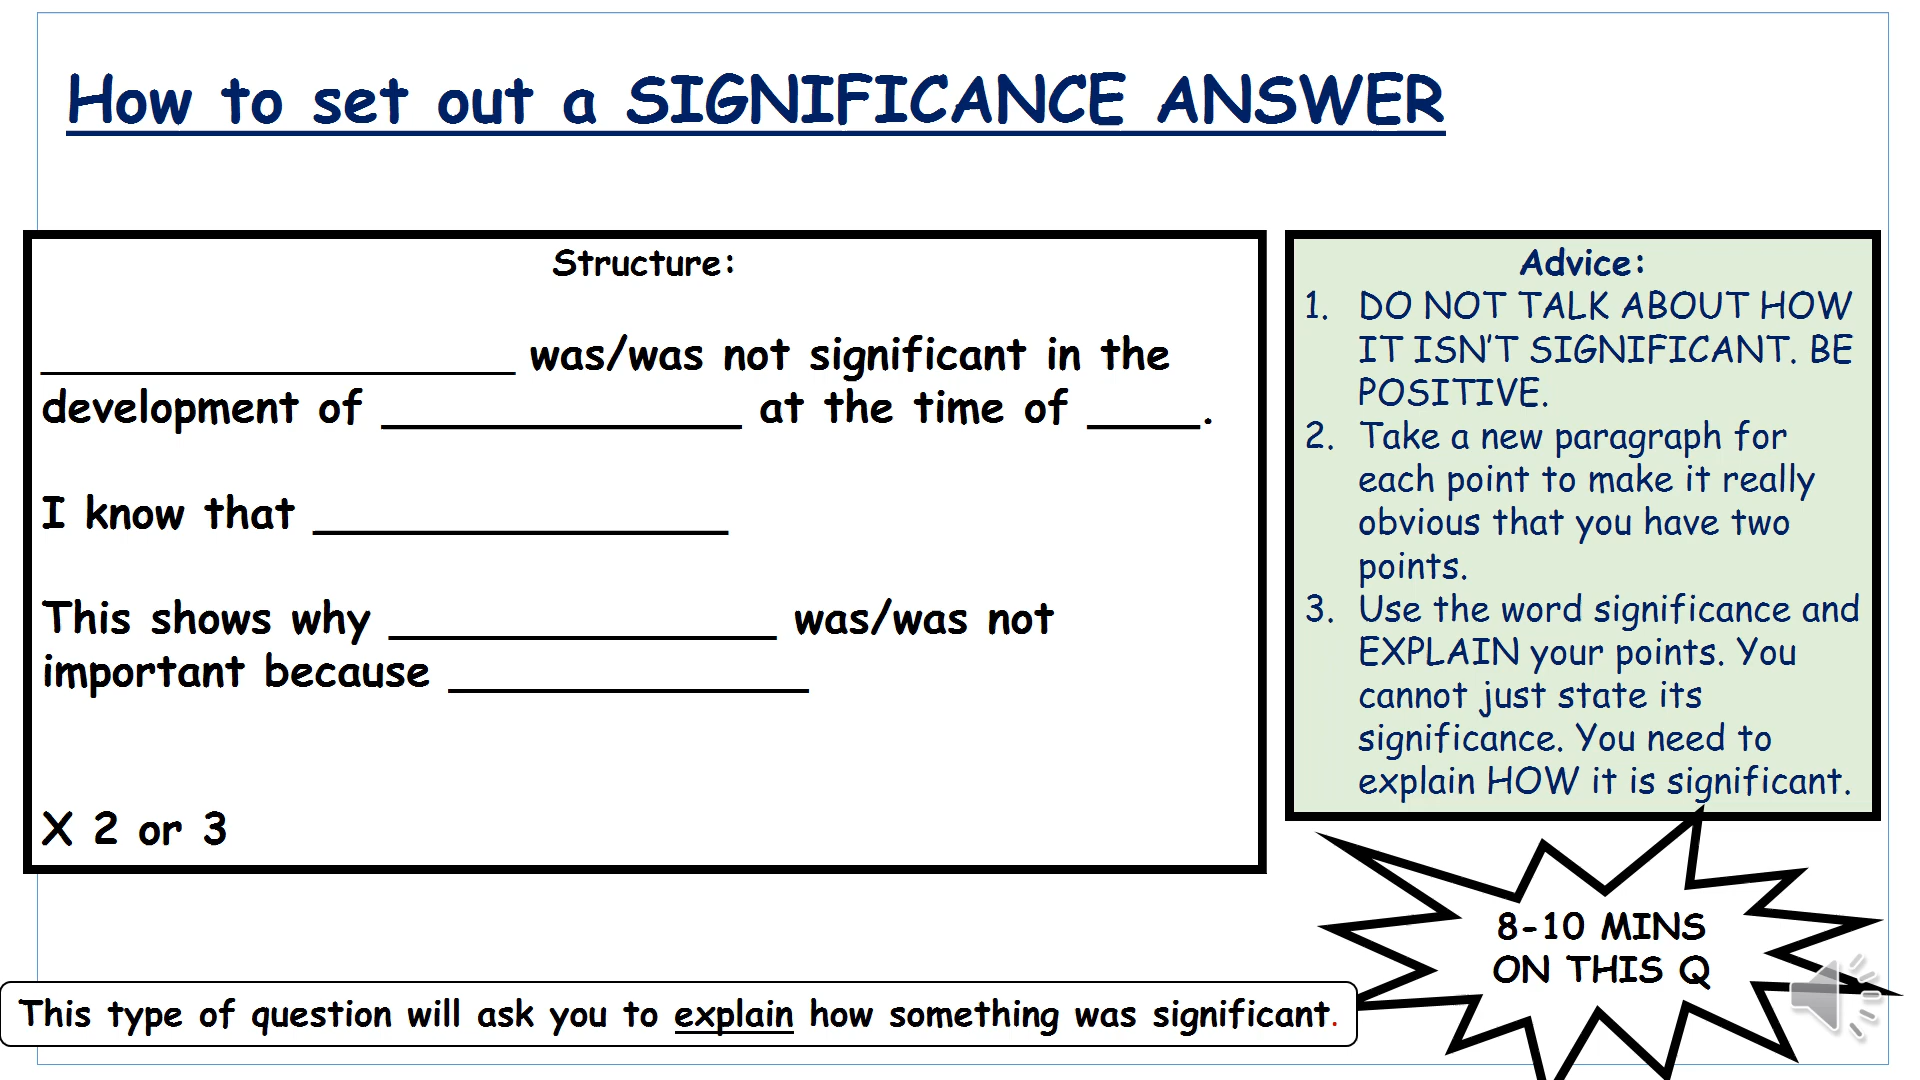 How to set out a SIGNIFICANCE ANSWER
Structure:
_________________ was/was not significant in the
development of _____________ at the time of ____.
I know that _______________
This shows why ______________ was/was not
important because _____________
X 2 or 3
Advice:
1. DO NOT TALK ABOUT HOW
IT ISN'T SIGNIFICANT. BE
POSITIVE.
2. Take a new paragraph for
each point to make it really
obvious that you have two
points.
3. Use the word significance and
EXPLAIN your points. You
cannot just state its
significance. You need to
explain HOW it is significant.
8-10 MINS
ON THIS Q
This type of question will ask you to explain how something was significant.